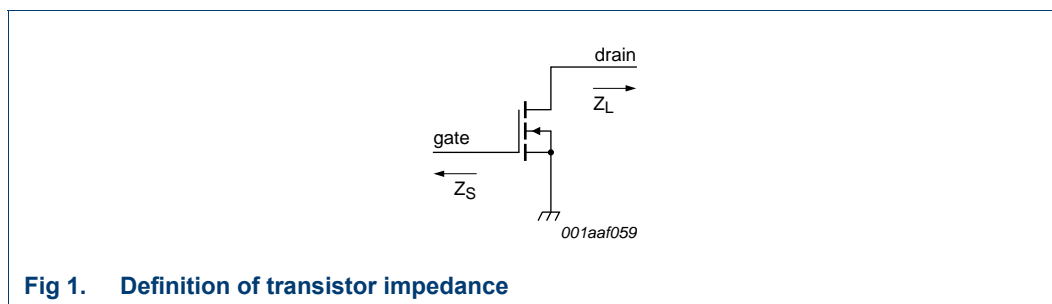 drain
Z_L
gate
Z_S
001aaf059
Fig 1. Definition of transistor impedance